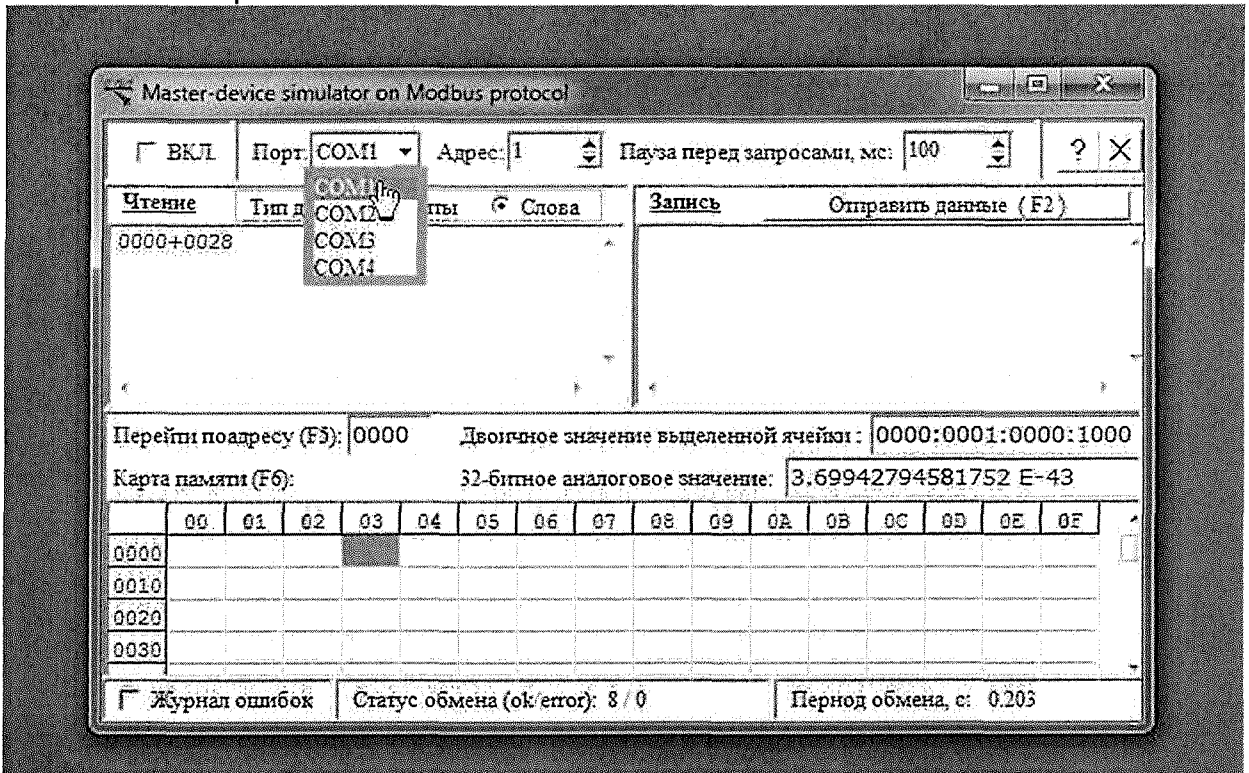 Master-device simulator on Modbus protocol
ВКЛ. Порт: COM1 Адрес: 1 Пауза перед запросами, мс: 100 ?
COM1
COM2
COM3
COM4
Чтение Тип Слова Запись Отправить данные (F2)
0000+0028
Перейти по адресу (F5): 0000 Двоичное значение выделенной ячейки: 0000:0001:0000:1000
Карта памяти (F6): 32-битное аналоговое значение: 3.69942794581752 E-43
00 01 02 03 04 05 06 07 08 09 0A 0B 0C 0D 0E 0F
0000
0010
0020
0030
Журнал ошибок Статус обмена (ok/error): 8 / 0 Период обмена, с: 0.203